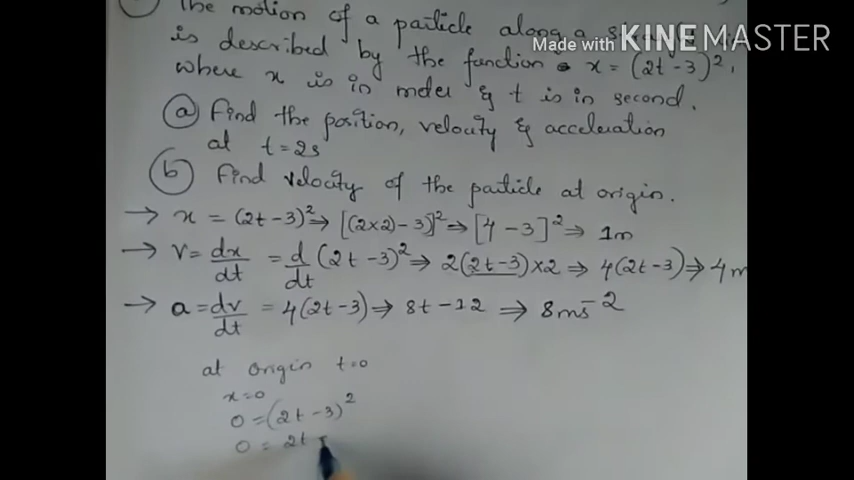 The motion of a particle along a
Made with KINEMASTER
is described by the function x = (2t - 3)²,
where x is in meter & t is in second.
(a) Find the position, velocity & acceleration
at t = 2s
(b) Find velocity of the particle at origin.
→ x = (2t - 3)² ⇒ [(2×2) - 3)]² ⇒ [4 - 3]² ⇒ 1m
→ v = dx/dt = d/dt (2t - 3)² ⇒ 2(2t - 3) × 2 ⇒ 4(2t - 3) ⇒ 4m
→ a = dv/dt = 4(2t - 3) ⇒ 8t - 12 ⇒ 8ms⁻²
at origin t = 0
x = 0
0 = (2t - 3)²
0 = 2t